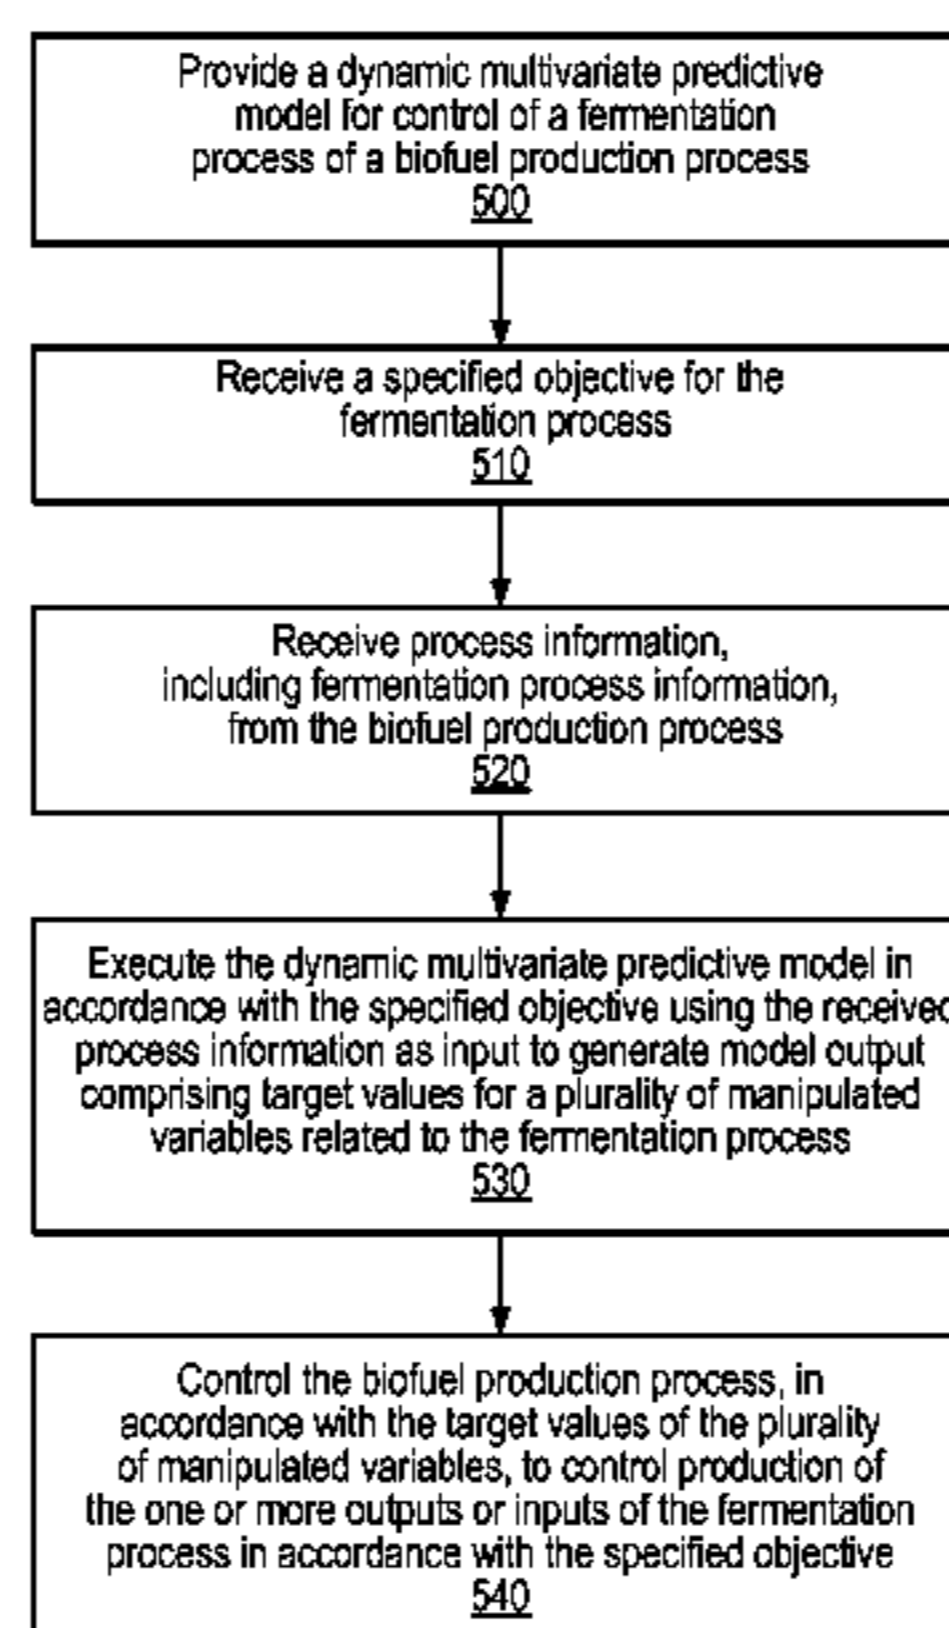 Provide a dynamic multivariate predictive
model for control of a fermentation
process of a biofuel production process
500
Receive a specified objective for the
fermentation process
510
Receive process information,
including fermentation process information,
from the biofuel production process
520
Execute the dynamic multivariate predictive model in
accordance with the specified objective using the received
process information as input to generate model output
comprising target values for a plurality of manipulated
variables related to the fermentation process
530
Control the biofuel production process, in
accordance with the target values of the plurality
of manipulated variables, to control production of
the one or more outputs or inputs of the fermentation
process in accordance with the specified objective
540